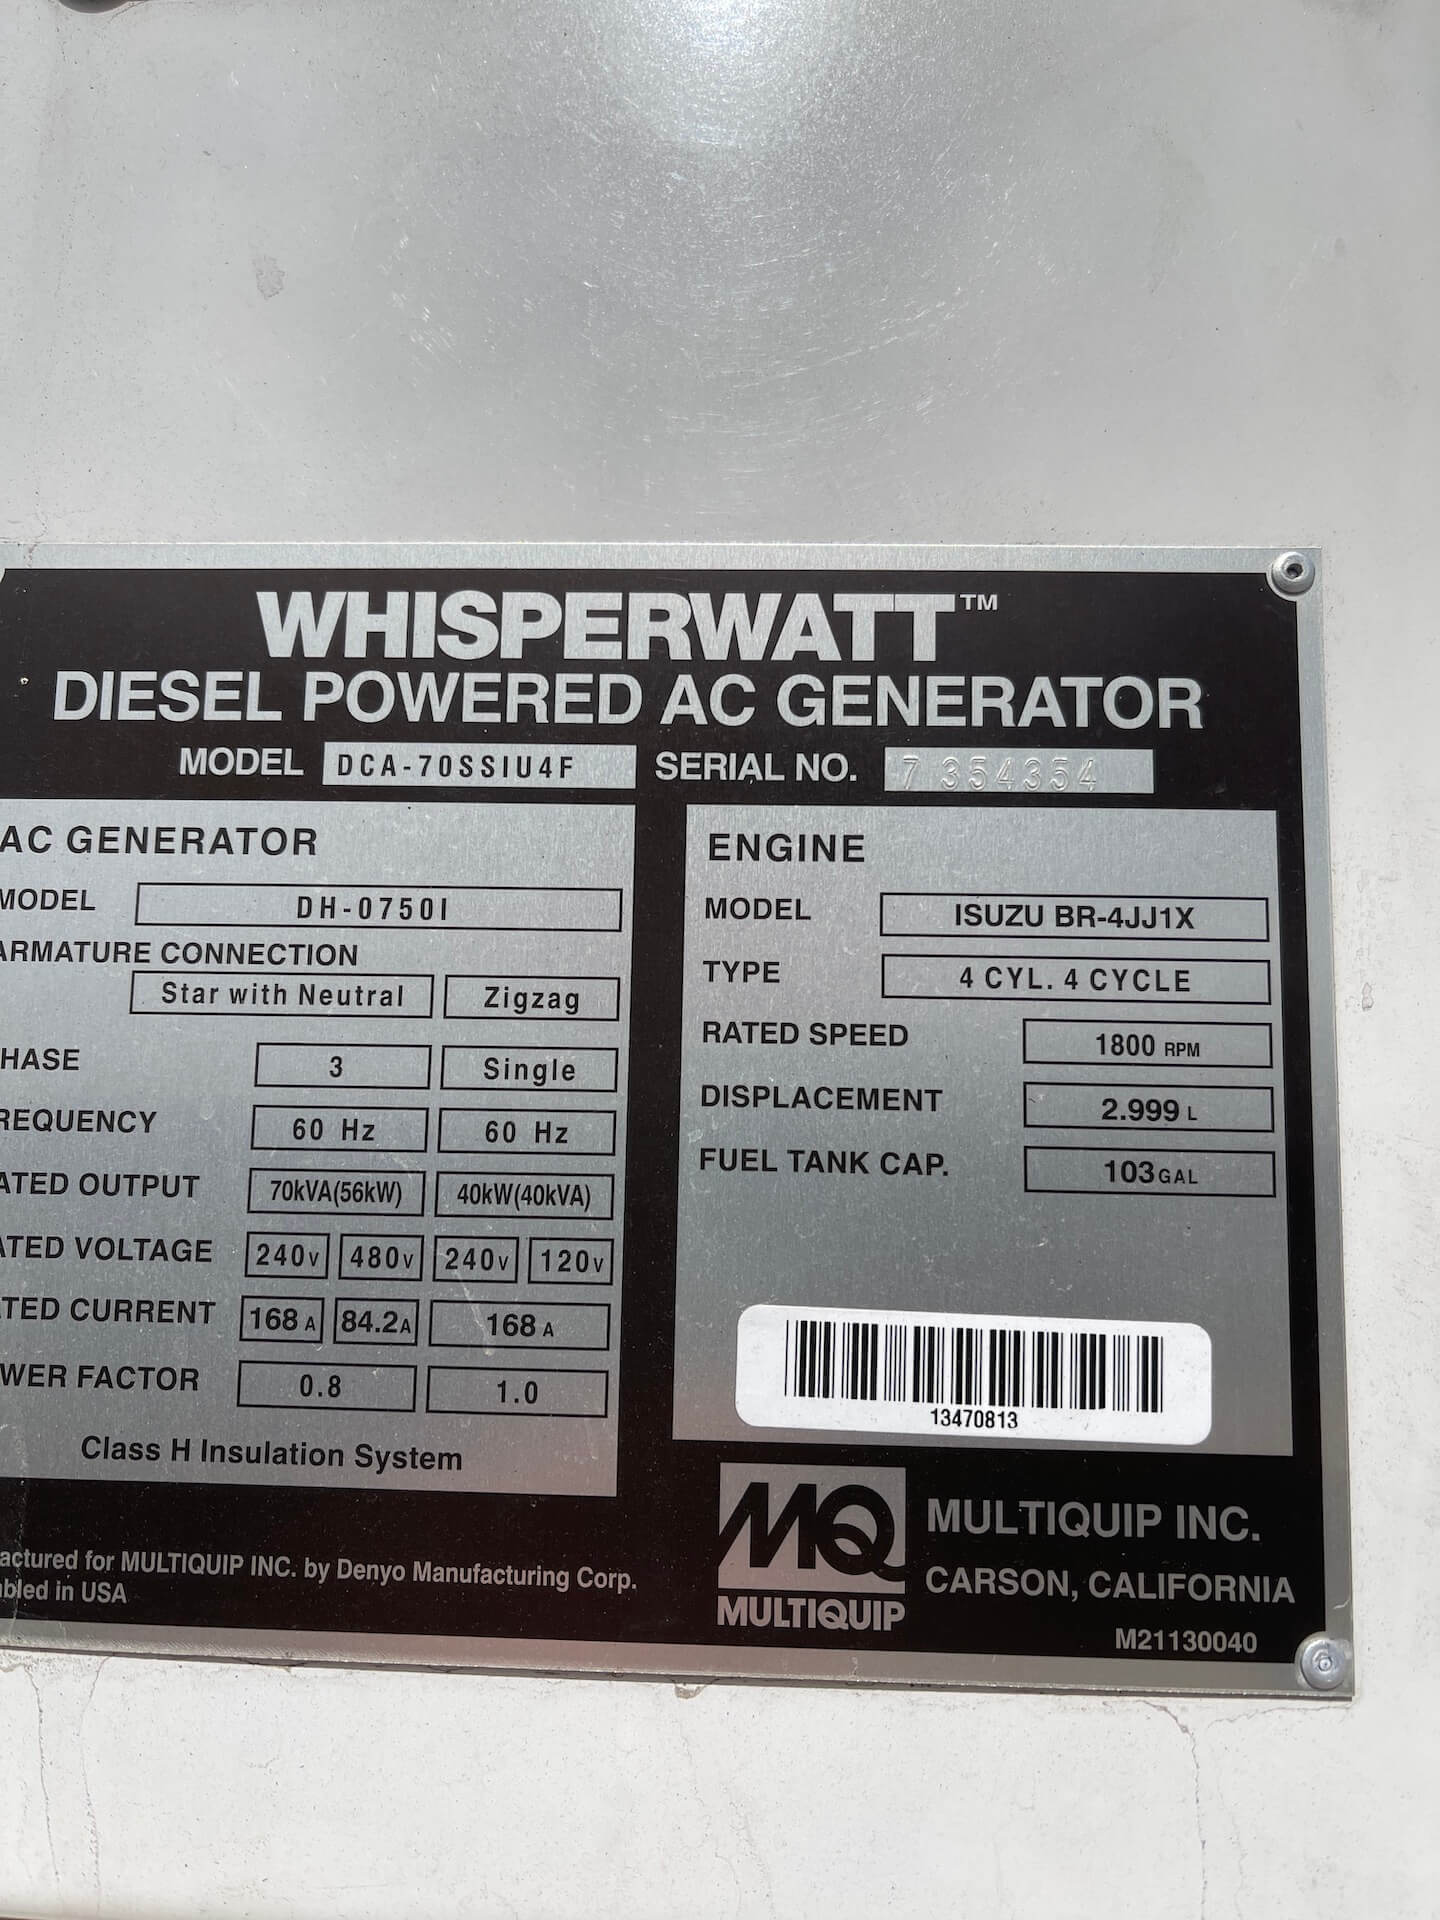 WHISPERWATT™
DIESEL POWERED AC GENERATOR
MODEL DCA-70SSIU4F SERIAL NO. 7354354
AC GENERATOR
MODEL DH-0750I
ARMATURE CONNECTION
Star with Neutral Zigzag
HASE 3 Single
REQUENCY 60 Hz 60 Hz
ATED OUTPUT 70kVA(56kW) 40kW(40kVA)
ATED VOLTAGE 240V 480V 240V 120V
TED CURRENT 168 A 84.2A 168 A
WER FACTOR 0.8 1.0
Class H Insulation System
ENGINE
MODEL ISUZU BR-4JJ1X
TYPE 4 CYL. 4 CYCLE
RATED SPEED 1800 RPM
DISPLACEMENT 2.999 L
FUEL TANK CAP. 103 GAL
13470813
actured for MULTIQUIP INC. by Denyo Manufacturing Corp.
bled in USA
MQ
MULTIQUIP
MULTIQUIP INC.
CARSON, CALIFORNIA
M21130040